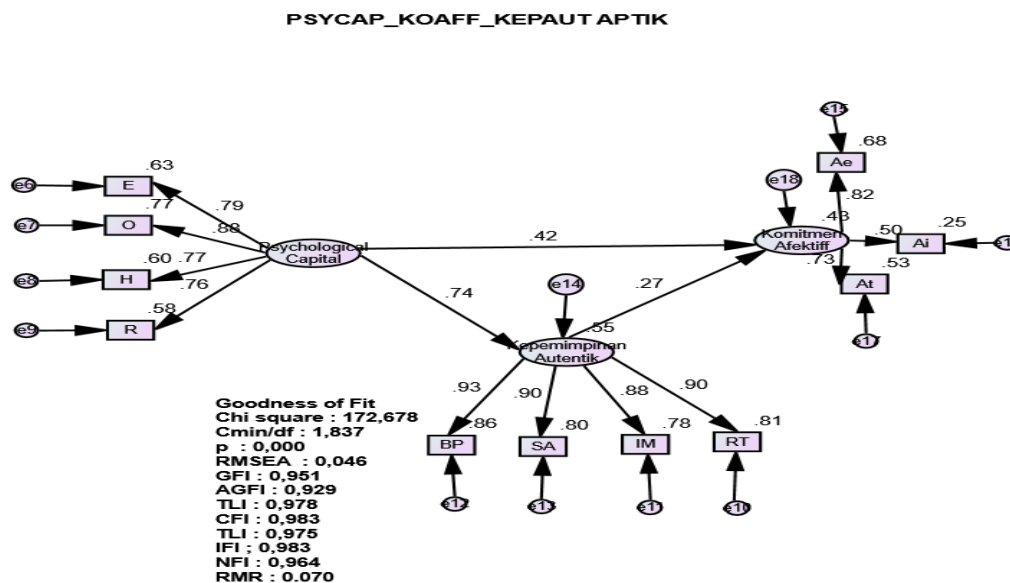 PSYCAP_KOAFF_KEPAUT APTIK
e15
.68
Ae
e18
.82
.63
e6
E
.79
.77
e7
O
.88
.43
.50
.25
Psychological
Capital
.42
Komitmen
Afektiff
Ai
.60
.77
.73
.53
e8
H
.76
e14
.27
At
.74
.58
e9
R
.55
e17
Kepemimpinan
Autentik
.93
.90
.88
.90
.86
.80
.78
.81
BP
SA
IM
RT
e12
e13
e11
e10
Goodness of Fit
Chi square : 172,678
Cmin/df : 1,837
p : 0,000
RMSEA : 0,046
GFI : 0,951
AGFI : 0,929
TLI : 0,978
CFI : 0,983
TLI : 0,975
IFI ; 0,983
NFI : 0,964
RMR : 0.070